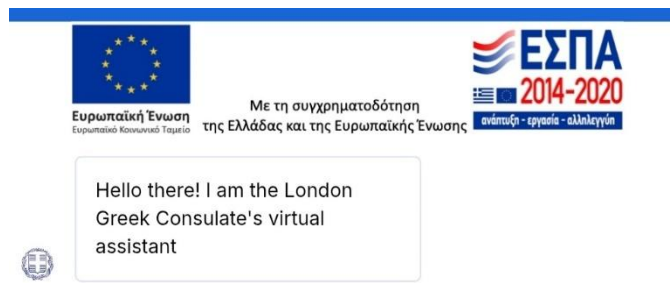 ΕΣΠΑ
2014-2020
ανάπτυξη - εργασία - αλληλεγγύη
Ευρωπαϊκή Ένωση
Ευρωπαϊκό Κοινωνικό Ταμείο
Με τη συγχρηματοδότηση
της Ελλάδας και της Ευρωπαϊκής Ένωσης
Hello there! I am the London
Greek Consulate's virtual
assistant